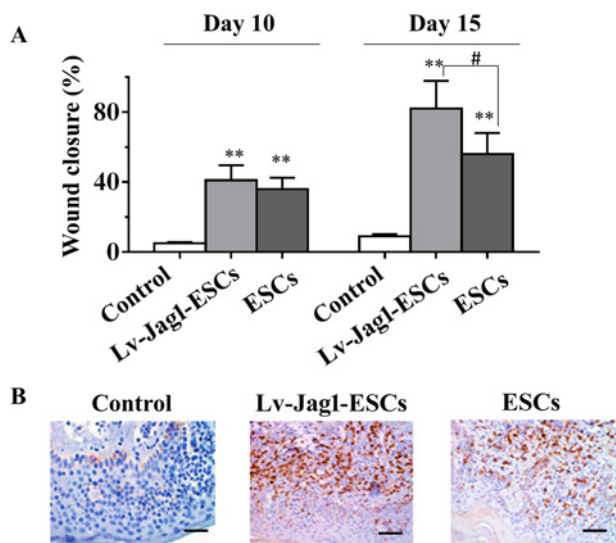 A
Day 10
Day 15
Wound closure (%)
80
40
0
** ** ** # **
Control
Lv-Jag1-ESCs
ESCs
Control
Lv-Jag1-ESCs
ESCs
B
Control
Lv-Jag1-ESCs
ESCs